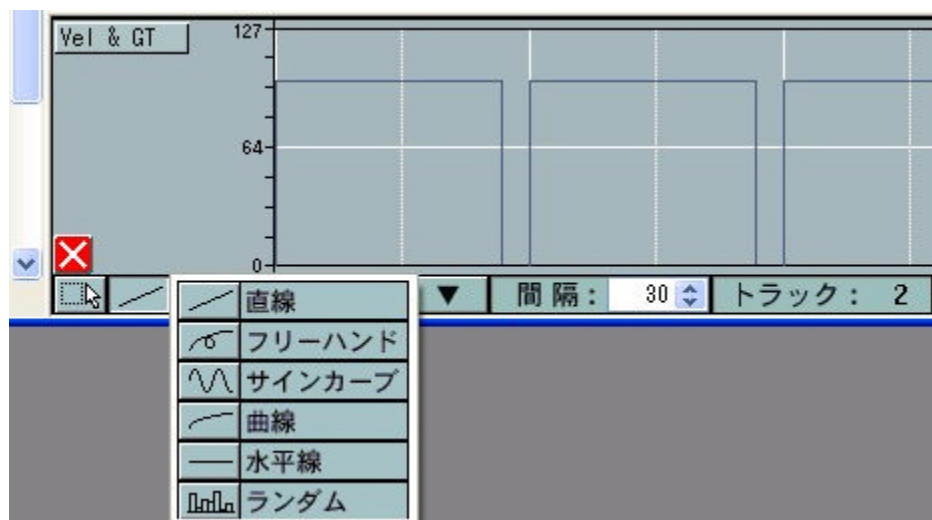 Vel & GT
127
64
0
▼ 間隔： 30 トラック： 2
直線
フリーハンド
サインカーブ
曲線
水平線
ランダム